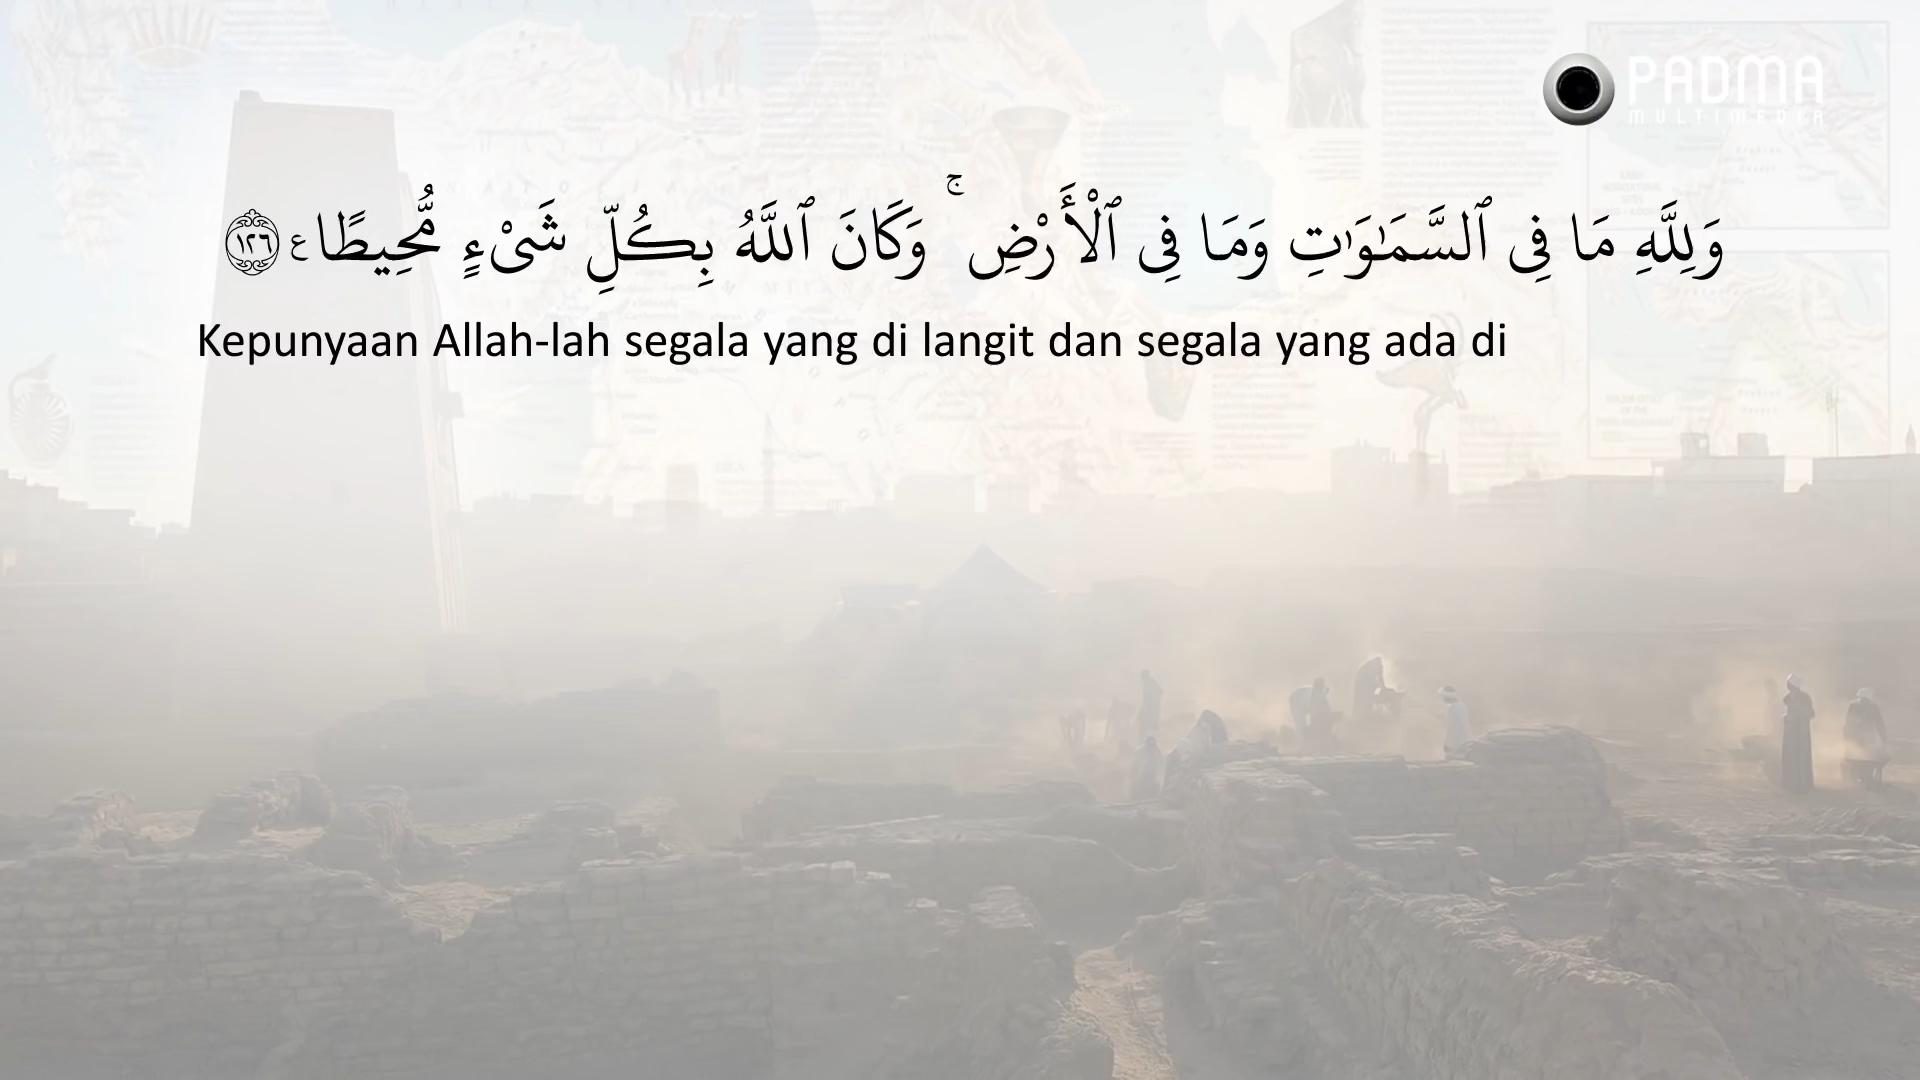 PADMA
MULTIMEDIA
وَلِلَّهِ مَا فِى ٱلسَّمَـٰوَٰتِ وَمَا فِى ٱلْأَرْضِ ۚ وَكَانَ ٱللَّهُ بِكُلِّ شَىْءٍ مُّحِيطًا ع ١٢٦
Kepunyaan Allah-lah segala yang di langit dan segala yang ada di